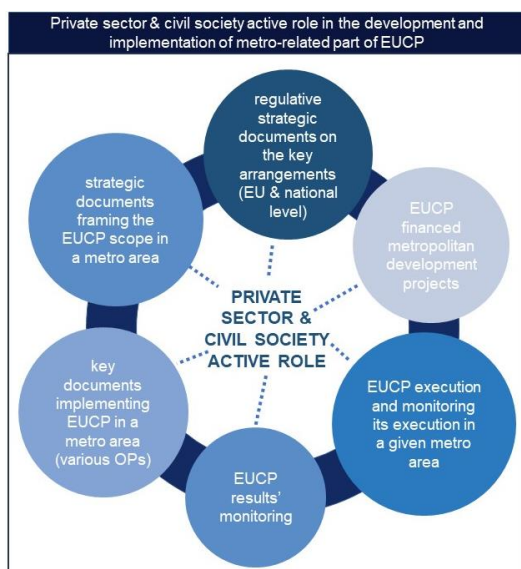 Private sector & civil society active role in the development and
implementation of metro-related part of EUCP
regulative
strategic
documents on
the key
arrangements
(EU & national
level)
strategic
documents
framing the
EUCP scope in
a metro area
EUCP
financed
metropolitan
development
projects
PRIVATE
SECTOR &
CIVIL SOCIETY
ACTIVE ROLE
key
documents
implementing
EUCP in a
metro area
(various OPs)
EUCP execution
and monitoring
its execution in
a given metro
area
EUCP
results’
monitoring